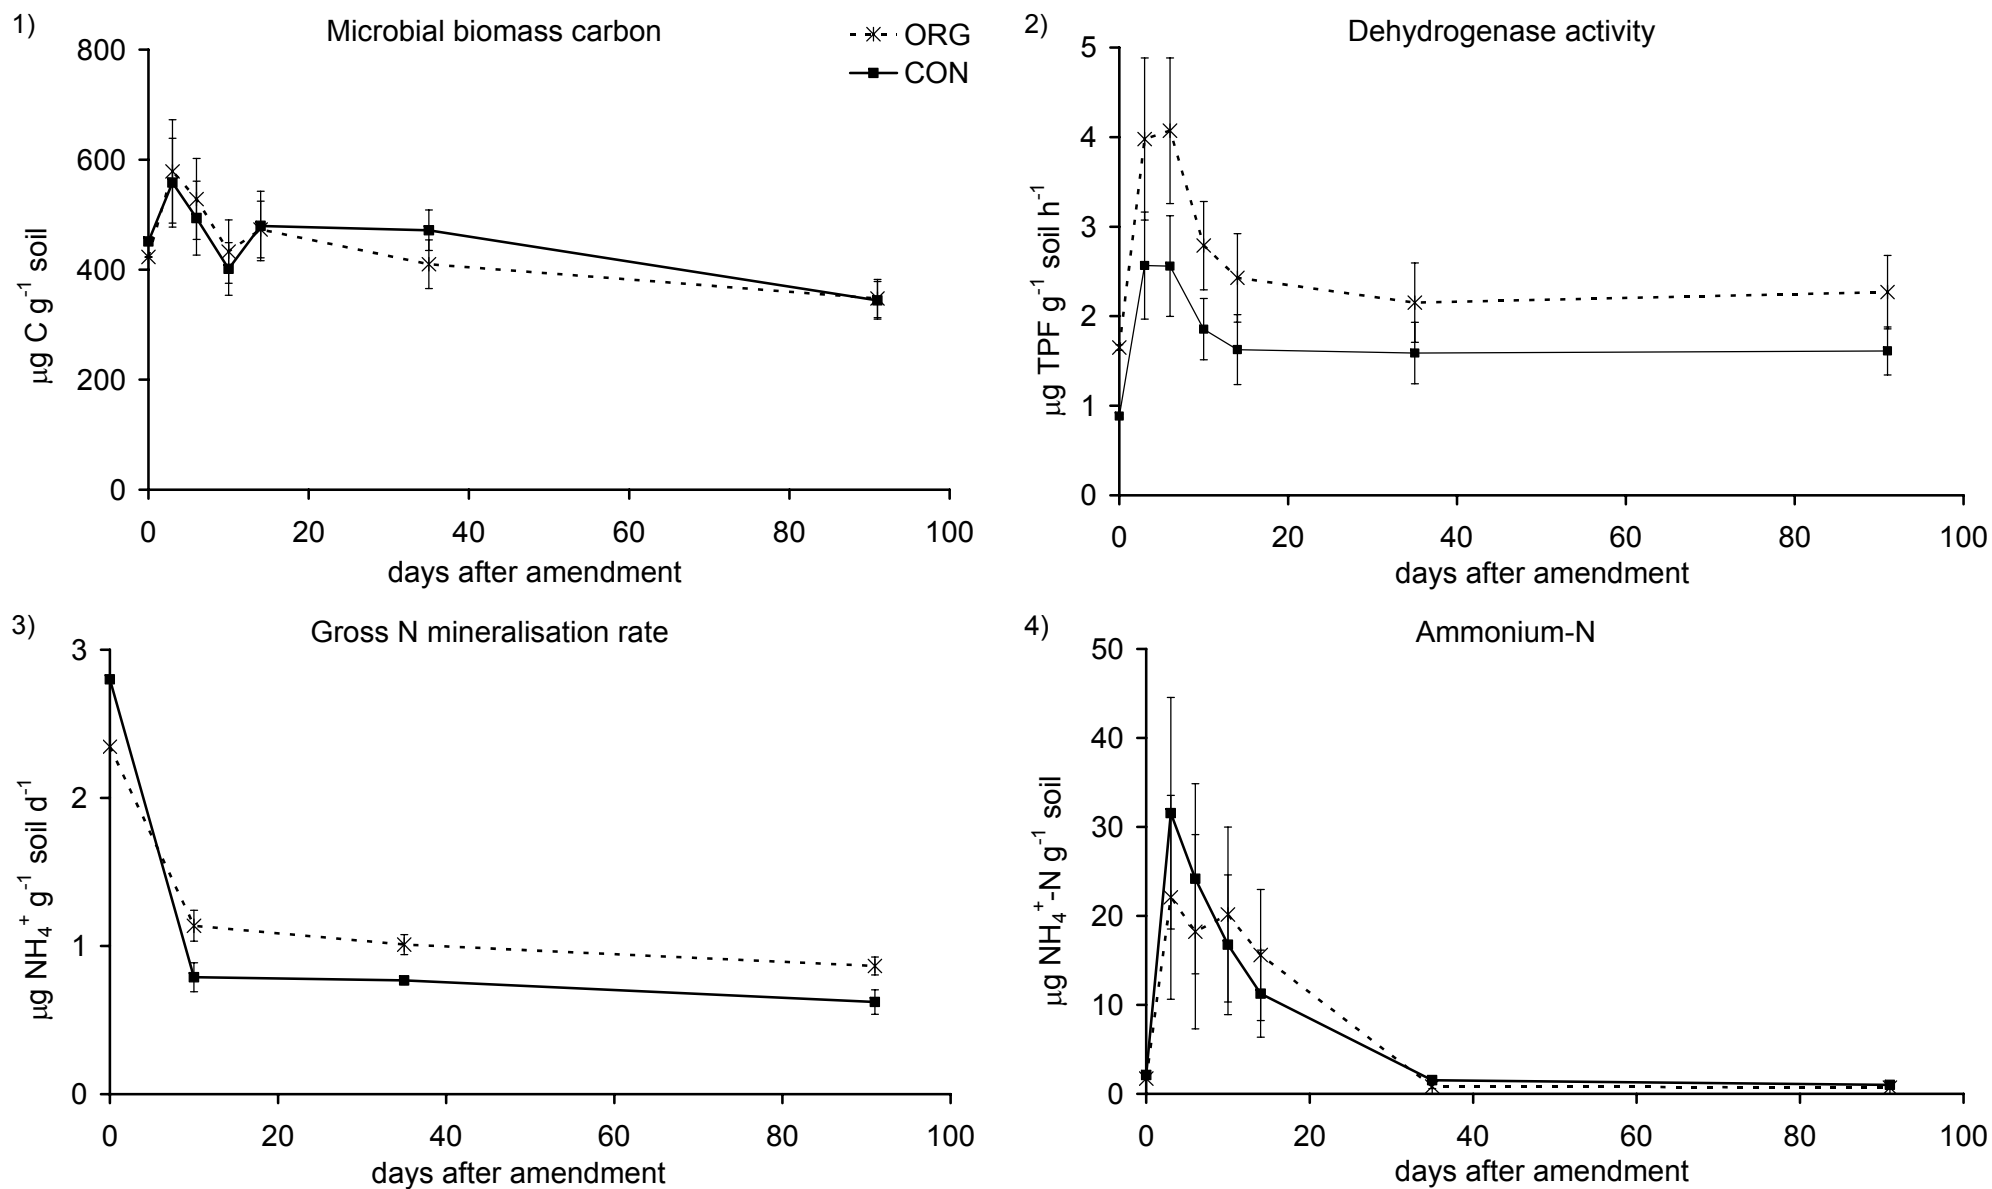 1)
Microbial biomass carbon
ORG
CON
800
600
400
200
0
µg C g⁻¹ soil
0 20 40 60 80 100
days after amendment
2)
Dehydrogenase activity
5
4
3
2
1
0
µg TPF g⁻¹ soil h⁻¹
0 20 40 60 80 100
days after amendment
3)
Gross N mineralisation rate
3
2
1
0
µg NH₄⁺ g⁻¹ soil d⁻¹
0 20 40 60 80 100
days after amendment
4)
Ammonium-N
50
40
30
20
10
0
µg NH₄⁺-N g⁻¹ soil
0 20 40 60 80 100
days after amendment